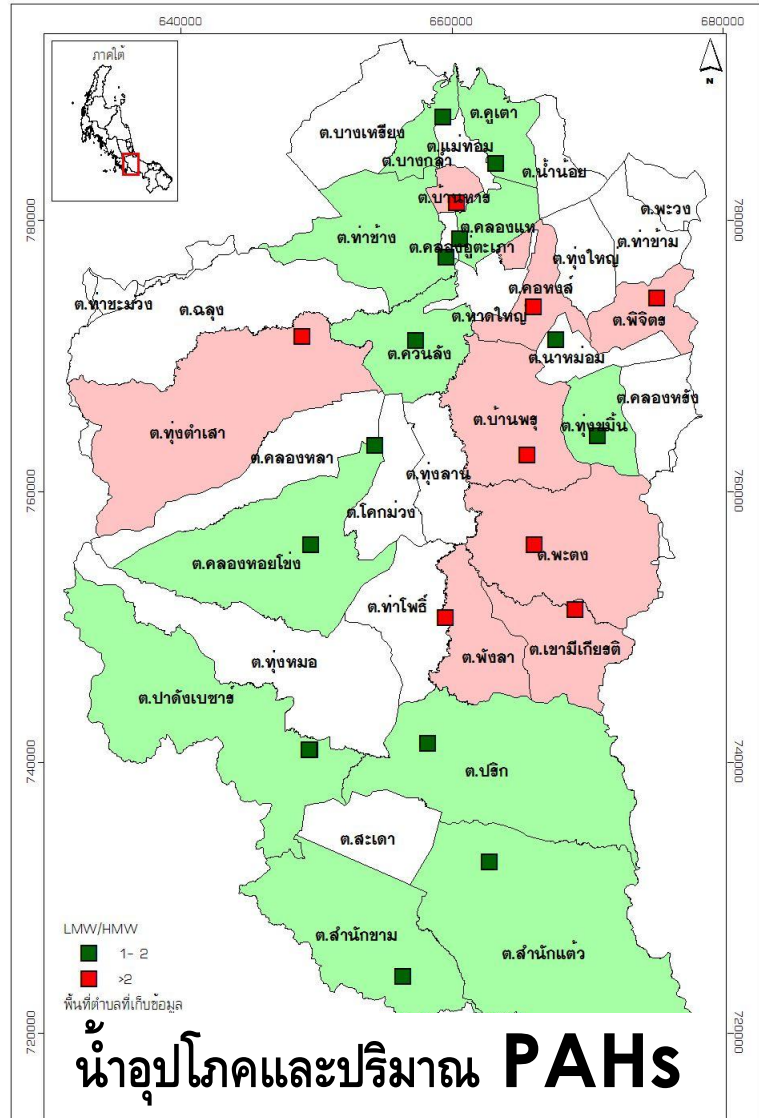 640000
660000
680000
ภาคใต้
N
ต.คูเตา
ต.บางเหรียง
ต.แม่ทอม
ต.บางกล่ำ
ต.น้ำน้อย
ต.บ้านหาร
ต.พะวง
780000
780000
ต.ท่าช้าง
ต.คลองแห
ต.คลองอู่ตะเภา
ต.ท่าข้าม
ต.ทุ่งใหญ่
ต.คอหงส์
ต.ท่าชะมวง
ต.ฉลุง
ต.หาดใหญ่
ต.พิจิตร
ต.ควนลัง
ต.นาหม่อม
ต.คลองหรัง
ต.บ้านพรุ
ต.ทุ่งขมิ้น
ต.ทุ่งตำเสา
ต.คลองหลา
ต.ทุ่งลาน
760000
760000
ต.โคกม่วง
ต.คลองหอยโข่ง
ต.พะตง
ต.ท่าโพธิ์
ต.พังลา
ต.เขามีเกียรติ
ต.ทุ่งหมอ
ต.ปาดังเบซาร์
740000
740000
ต.ปริก
ต.สะเดา
LMW/HMW
1- 2
>2
พื้นที่ตำบลที่เก็บข้อมูล
ต.สำนักขาม
ต.สำนักแต้ว
720000
720000
น้ำอุปโภคและปริมาณ PAHs